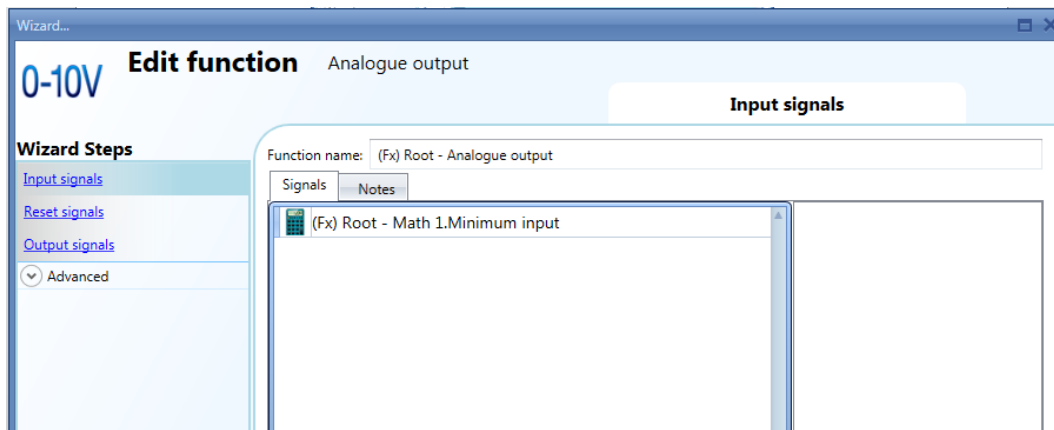 Wizard...
0-10V
Edit function Analogue output
Input signals
Wizard Steps
Input signals
Reset signals
Output signals
Advanced
Function name: (Fx) Root - Analogue output
Signals Notes
(Fx) Root - Math 1.Minimum input